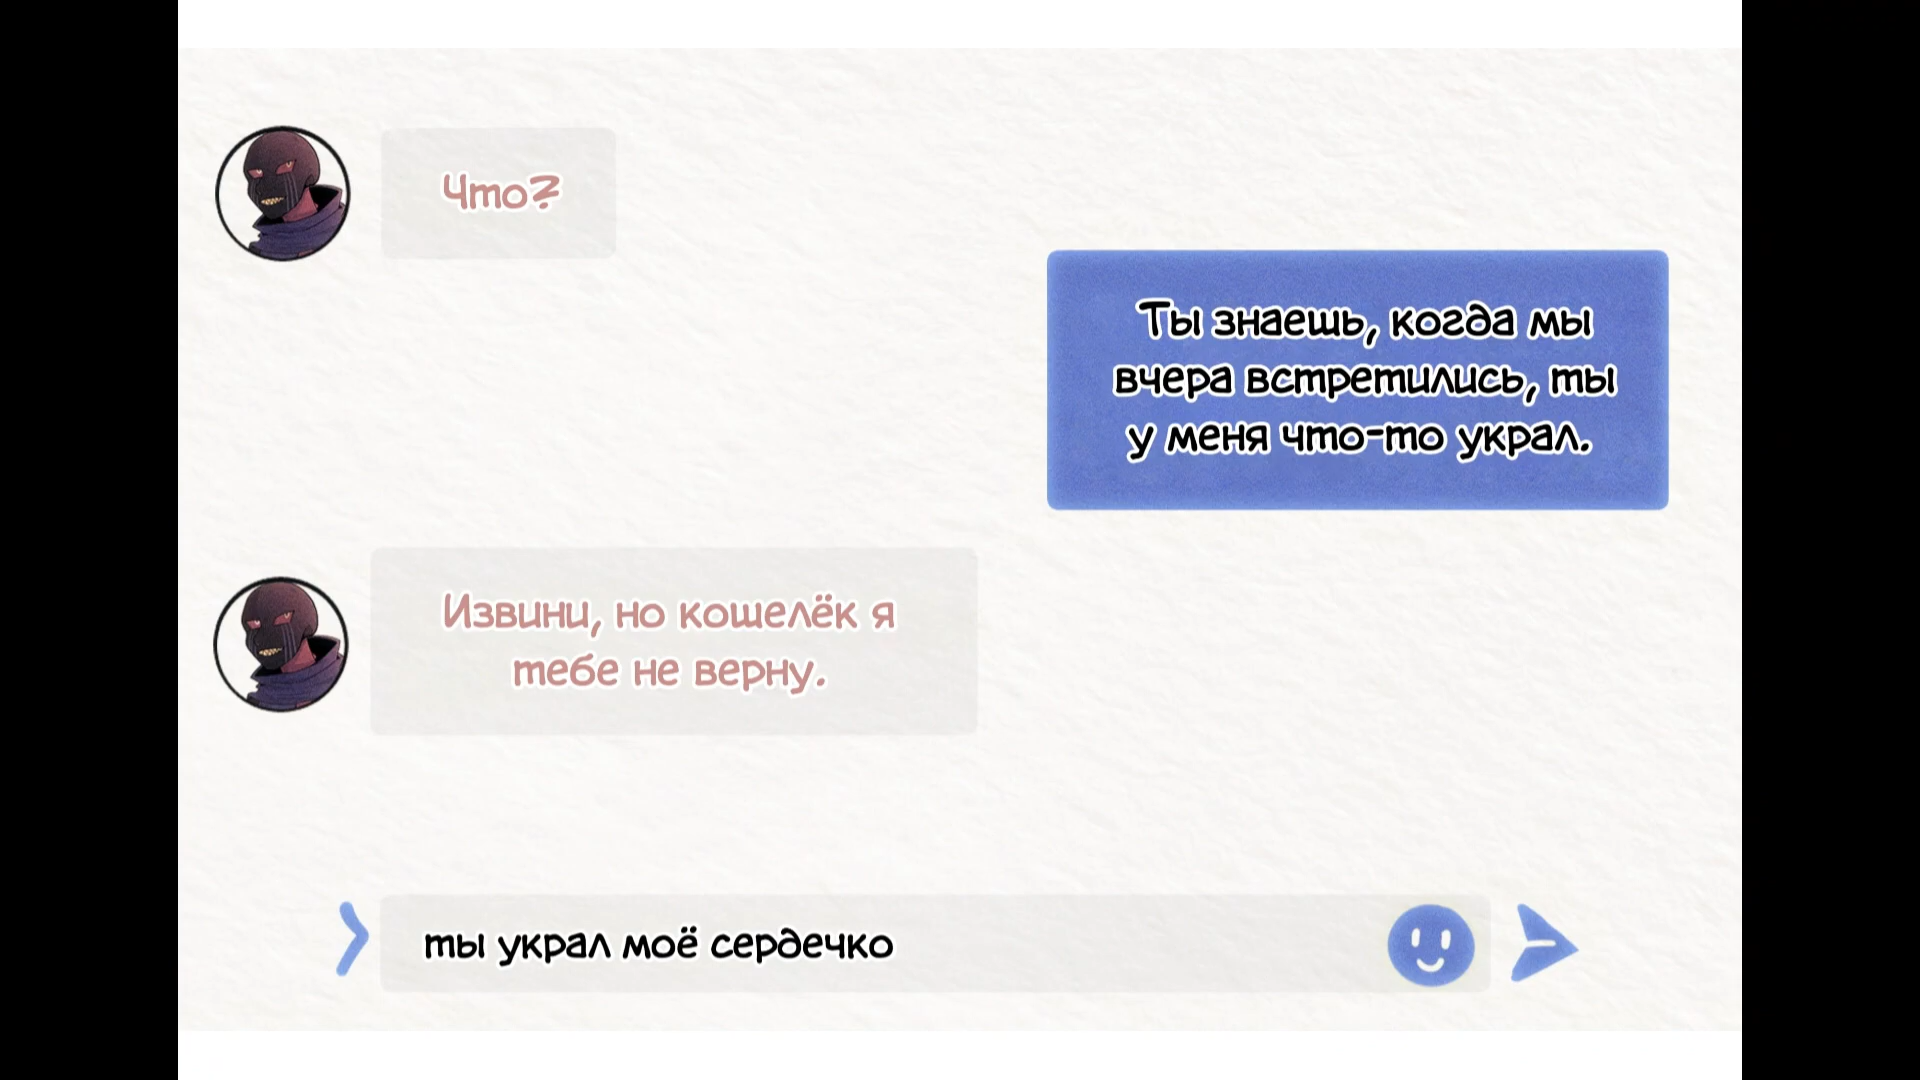 Что?
Ты знаешь, когда мы
вчера встретились, ты
у меня что-то украл.
Извини, но кошелёк я
тебе не верну.
ты украл моё сердечко